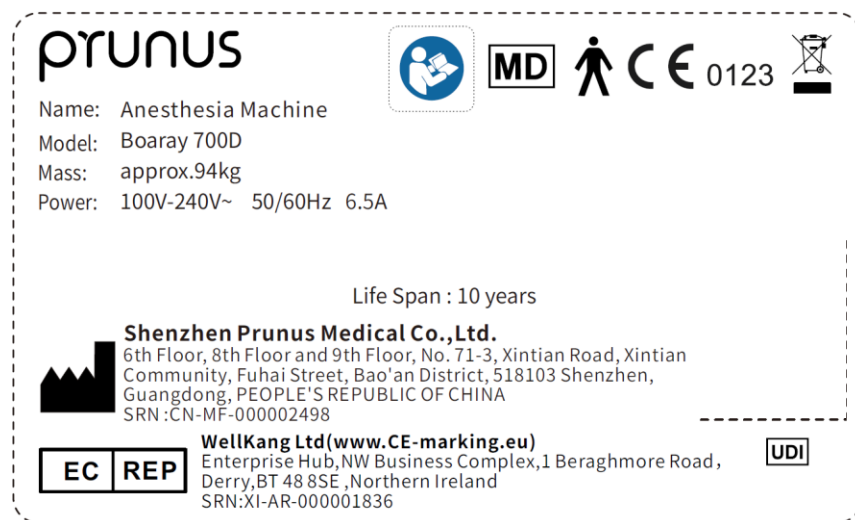 prunus
MD
CE 0123
Name: Anesthesia Machine
Model: Boaray 700D
Mass: approx.94kg
Power: 100V-240V~ 50/60Hz 6.5A
Life Span : 10 years
Shenzhen Prunus Medical Co.,Ltd.
6th Floor, 8th Floor and 9th Floor, No. 71-3, Xintian Road, Xintian
Community, Fuhai Street, Bao'an District, 518103 Shenzhen,
Guangdong, PEOPLE'S REPUBLIC OF CHINA
SRN :CN-MF-000002498
EC REP
WellKang Ltd(www.CE-marking.eu)
Enterprise Hub,NW Business Complex,1 Beraghmore Road,
Derry,BT 48 8SE ,Northern Ireland
SRN:XI-AR-000001836
UDI